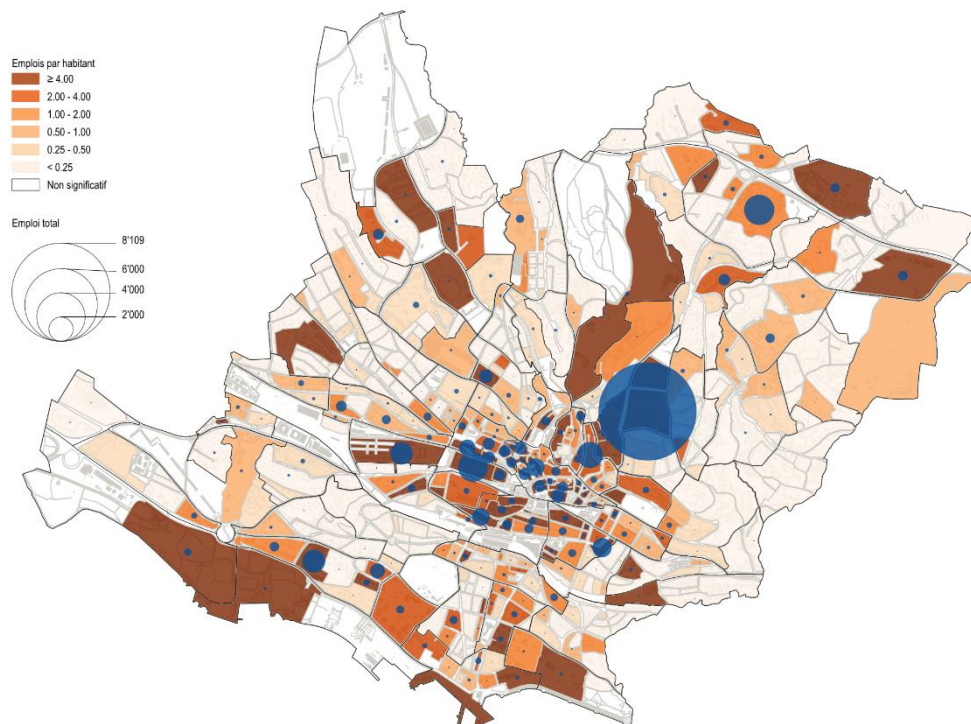 Emplois par habitant
≥ 4.00
2.00 - 4.00
1.00 - 2.00
0.50 - 1.00
0.25 - 0.50
< 0.25
Non significatif
Emploi total
8'109
6'000
4'000
2'000